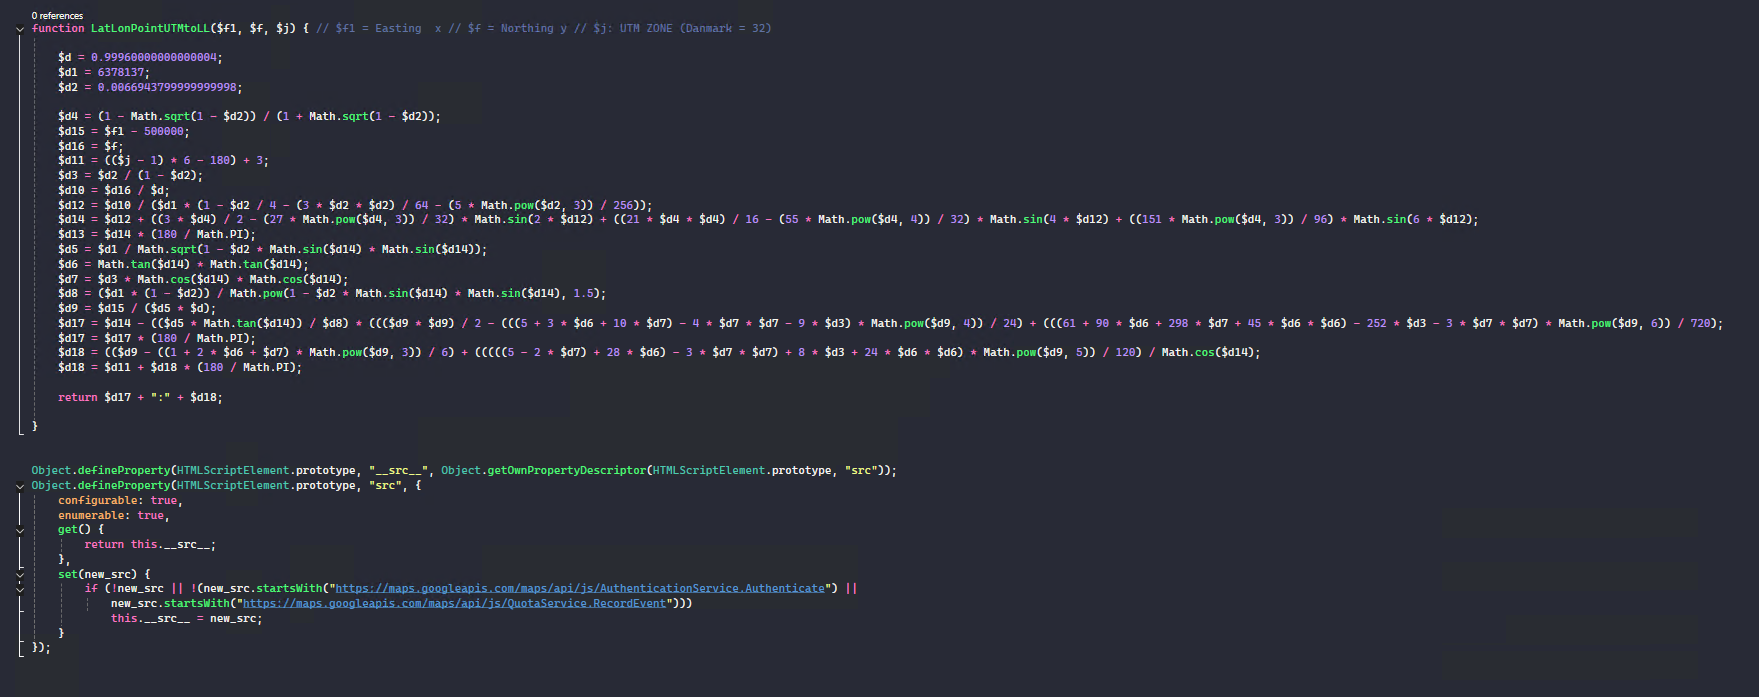 0 references
function LatLonPointUTMtoLL($f1, $f, $j) { // $f1 = Easting  x // $f = Northing y // $j: UTM ZONE (Danmark = 32)
$d = 0.99960000000000004;
$d1 = 6378137;
$d2 = 0.0066943799999999998;
$d4 = (1 - Math.sqrt(1 - $d2)) / (1 + Math.sqrt(1 - $d2));
$d15 = $f1 - 500000;
$d16 = $f;
$d11 = (($j - 1) * 6 - 180) + 3;
$d3 = $d2 / (1 - $d2);
$d10 = $d16 / $d;
$d12 = $d10 / ($d1 * (1 - $d2 / 4 - (3 * $d2 * $d2) / 64 - (5 * Math.pow($d2, 3)) / 256));
$d14 = $d12 + ((3 * $d4) / 2 - (27 * Math.pow($d4, 3)) / 32) * Math.sin(2 * $d12) + ((21 * $d4 * $d4) / 16 - (55 * Math.pow($d4, 4)) / 32) * Math.sin(4 * $d12) + ((151 * Math.pow($d4, 3)) / 96) * Math.sin(6 * $d12);
$d13 = $d14 * (180 / Math.PI);
$d5 = $d1 / Math.sqrt(1 - $d2 * Math.sin($d14) * Math.sin($d14));
$d6 = Math.tan($d14) * Math.tan($d14);
$d7 = $d3 * Math.cos($d14) * Math.cos($d14);
$d8 = ($d1 * (1 - $d2)) / Math.pow(1 - $d2 * Math.sin($d14) * Math.sin($d14), 1.5);
$d9 = $d15 / ($d5 * $d);
$d17 = $d14 - (($d5 * Math.tan($d14)) / $d8) * ((($d9 * $d9) / 2 - (((5 + 3 * $d6 + 10 * $d7) - 4 * $d7 * $d7 - 9 * $d3) * Math.pow($d9, 4)) / 24) + (((61 + 90 * $d6 + 298 * $d7 + 45 * $d6 * $d6) - 252 * $d3 - 3 * $d7 * $d7) * Math.pow($d9, 6)) / 720);
$d17 = $d17 * (180 / Math.PI);
$d18 = (($d9 - ((1 + 2 * $d6 + $d7) * Math.pow($d9, 3)) / 6) + (((((5 - 2 * $d7) + 28 * $d6) - 3 * $d7 * $d7) + 8 * $d3 + 24 * $d6 * $d6) * Math.pow($d9, 5)) / 120) / Math.cos($d14);
$d18 = $d11 + $d18 * (180 / Math.PI);
return $d17 + ":" + $d18;
}
Object.defineProperty(HTMLScriptElement.prototype, "__src__", Object.getOwnPropertyDescriptor(HTMLScriptElement.prototype, "src"));
Object.defineProperty(HTMLScriptElement.prototype, "src", {
configurable: true,
enumerable: true,
get() {
return this.__src__;
},
set(new_src) {
if (!new_src || !(new_src.startsWith("https://maps.googleapis.com/maps/api/js/AuthenticationService.Authenticate") ||
new_src.startsWith("https://maps.googleapis.com/maps/api/js/QuotaService.RecordEvent")))
this.__src__ = new_src;
}
});